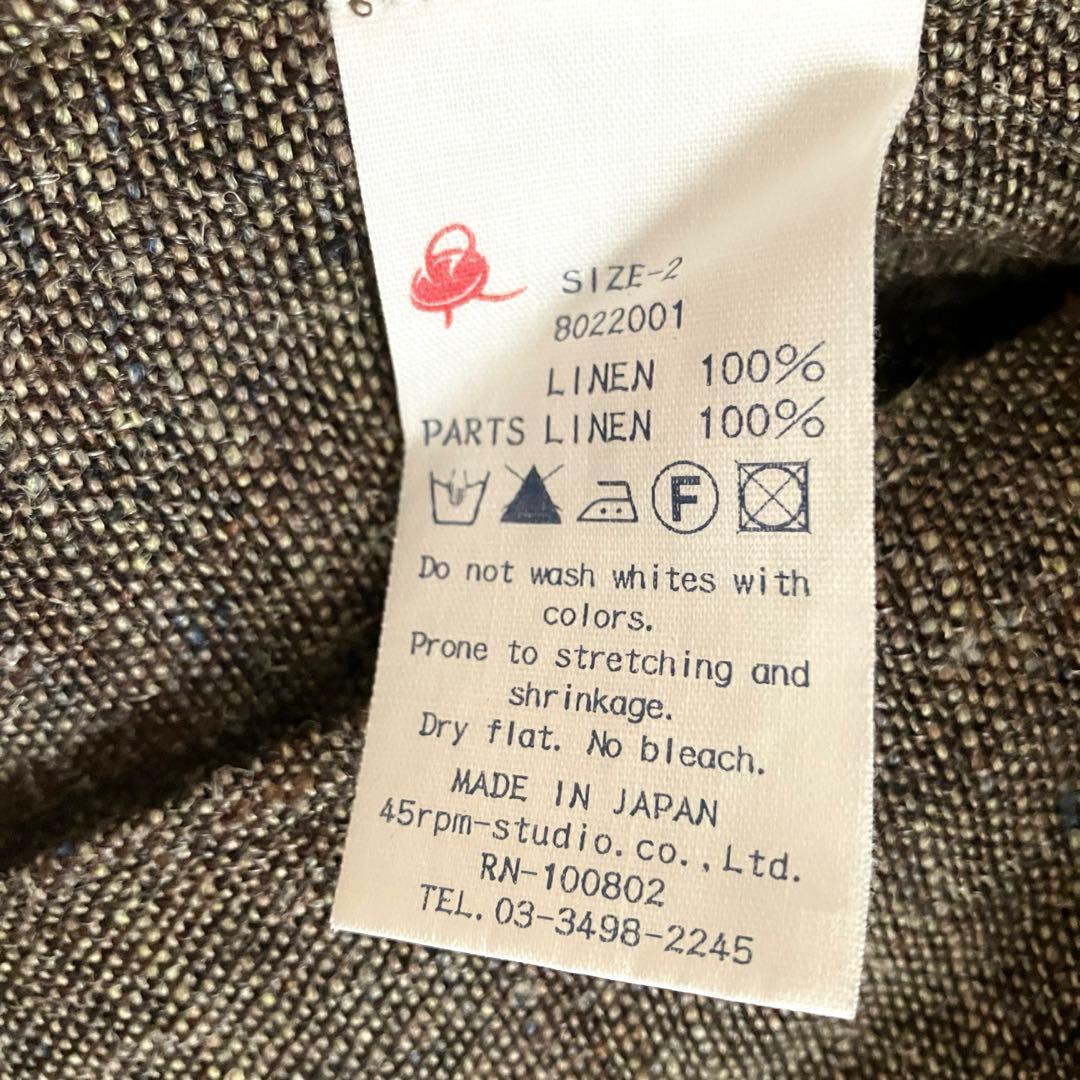 SIZE-2
8022001
LINEN 100%
PARTS LINEN 100%
F
Do not wash whites with
colors.
Prone to stretching and
shrinkage.
Dry flat. No bleach.
MADE IN JAPAN
45rpm-studio.co.,Ltd.
RN-100802
TEL. 03-3498-2245